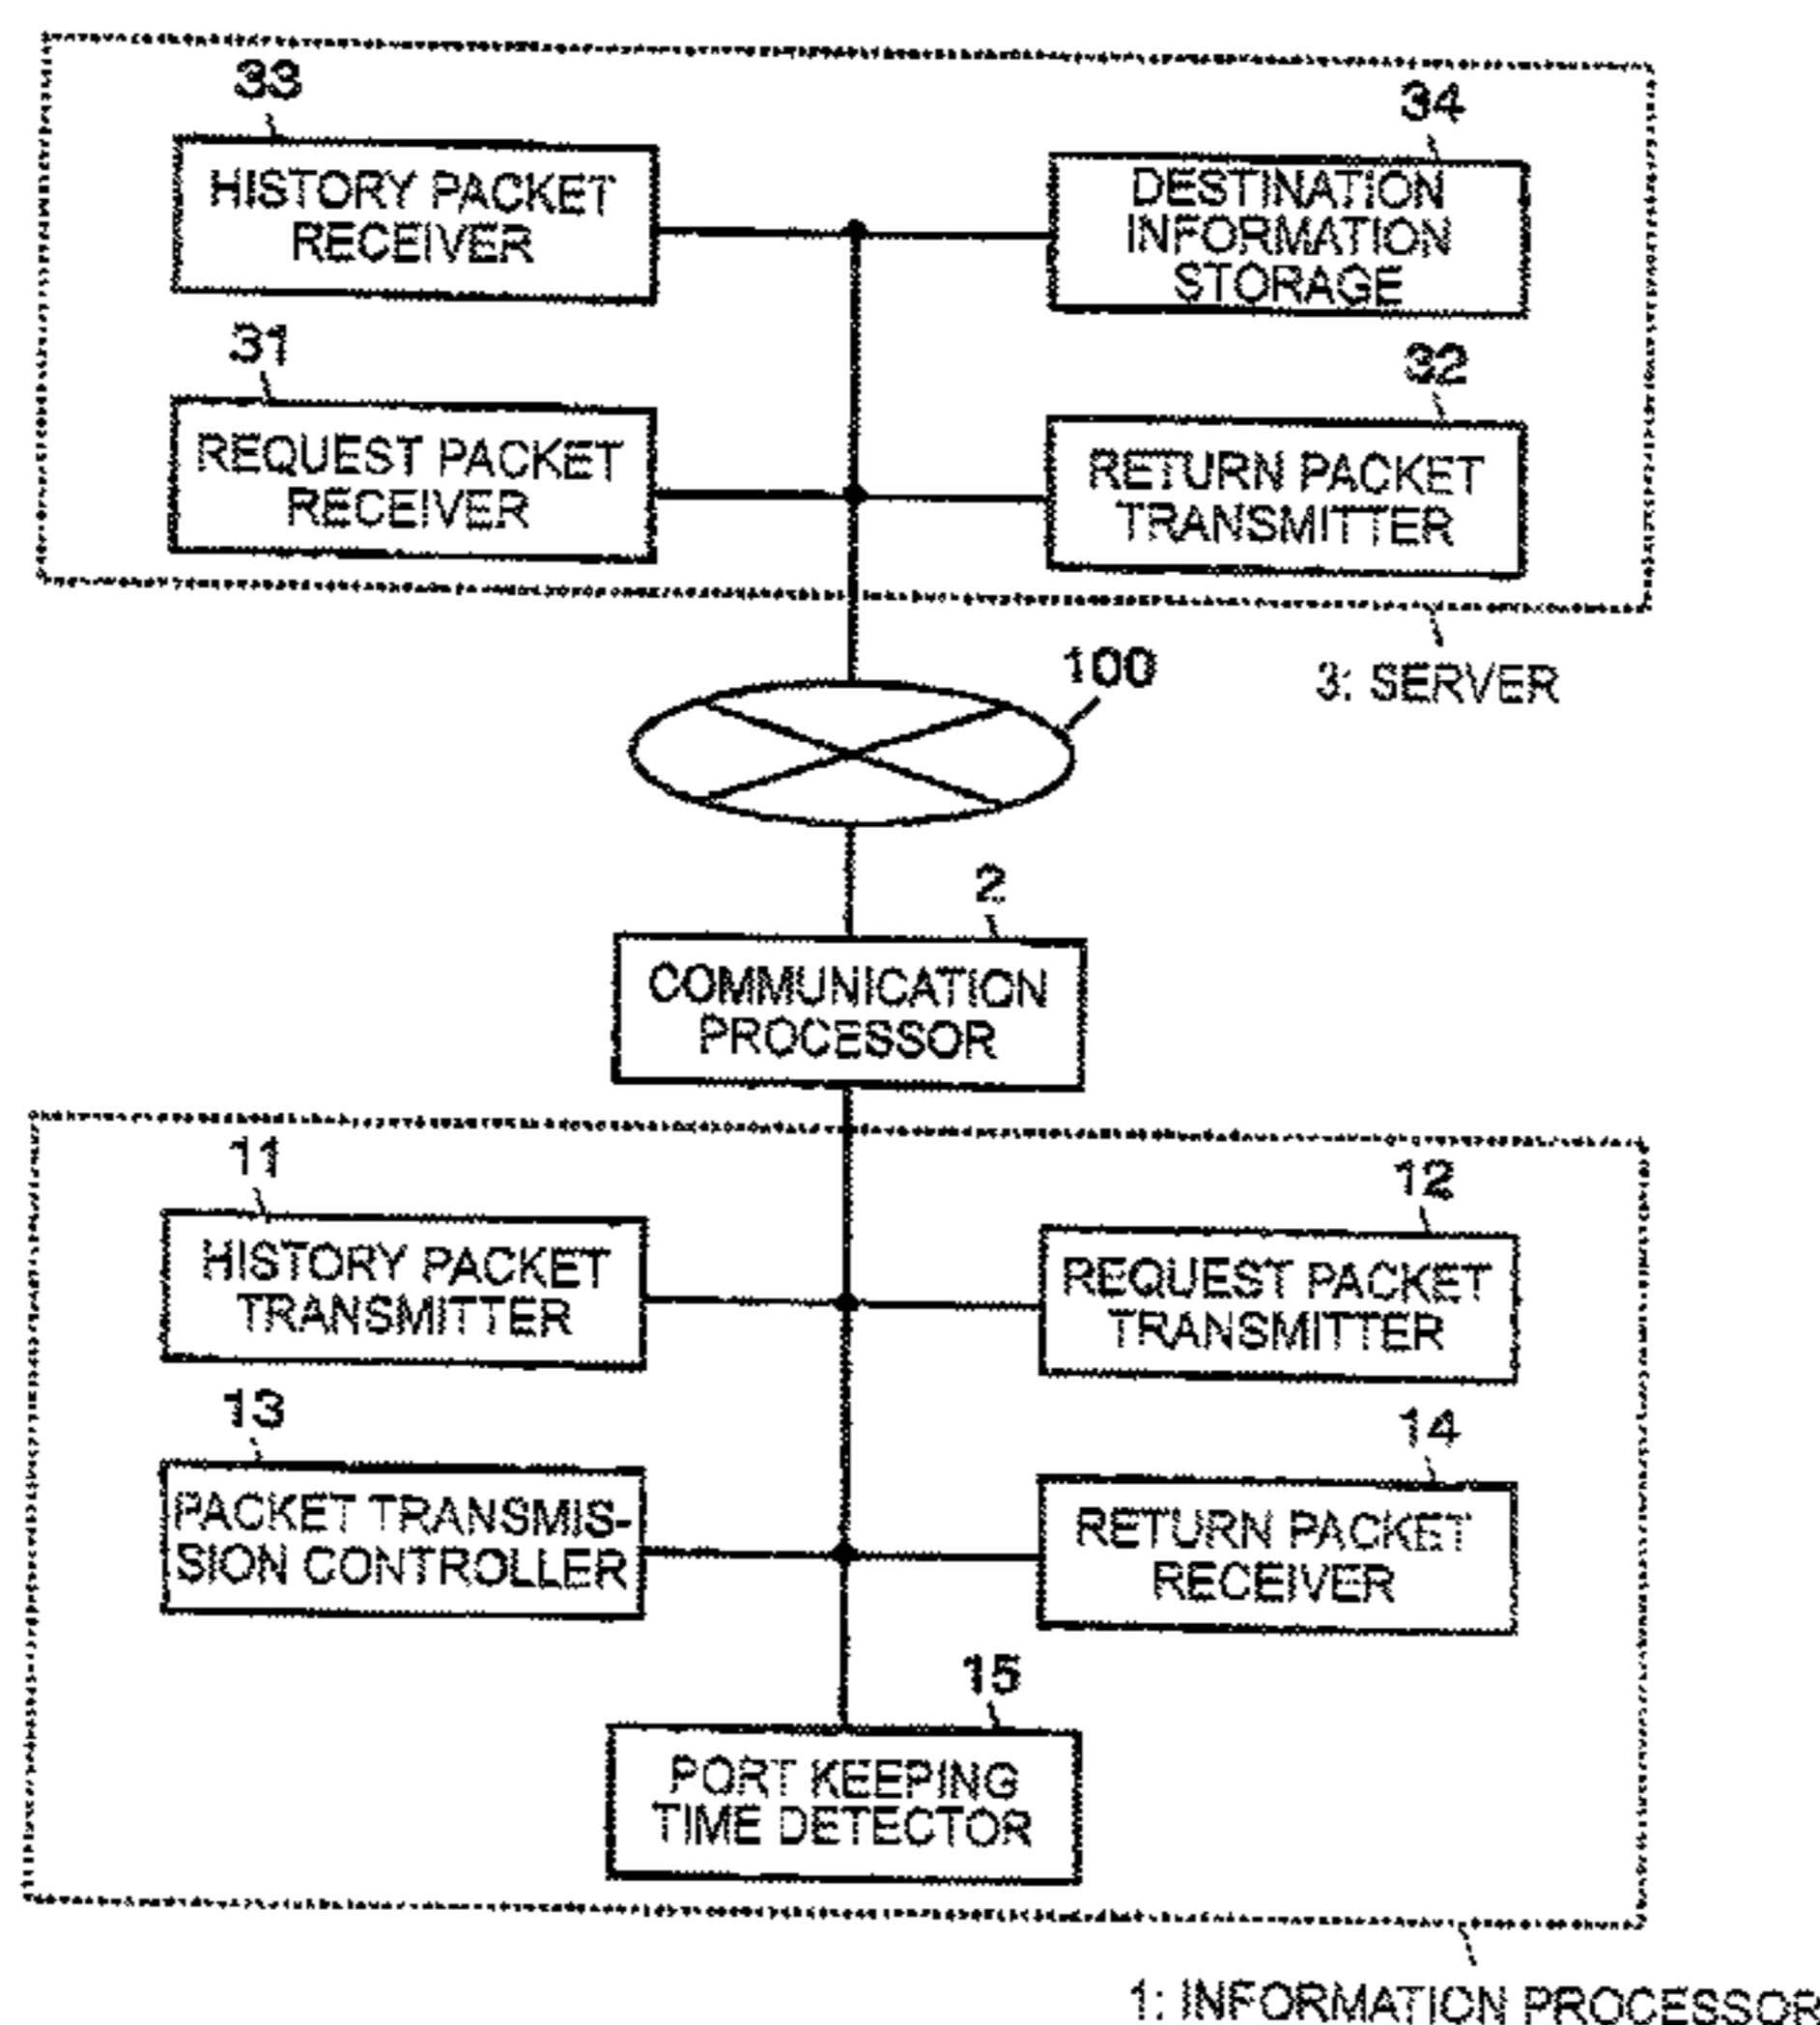 33
HISTORY PACKET
RECEIVER
34
DESTINATION
INFORMATION
STORAGE
31
REQUEST PACKET
RECEIVER
32
RETURN PACKET
TRANSMITTER
3: SERVER
100
2
COMMUNICATION
PROCESSOR
11
HISTORY PACKET
TRANSMITTER
12
REQUEST PACKET
TRANSMITTER
13
PACKET TRANSMIS-
SION CONTROLLER
14
RETURN PACKET
RECEIVER
15
PORT KEEPING
TIME DETECTOR
1: INFORMATION PROCESSOR